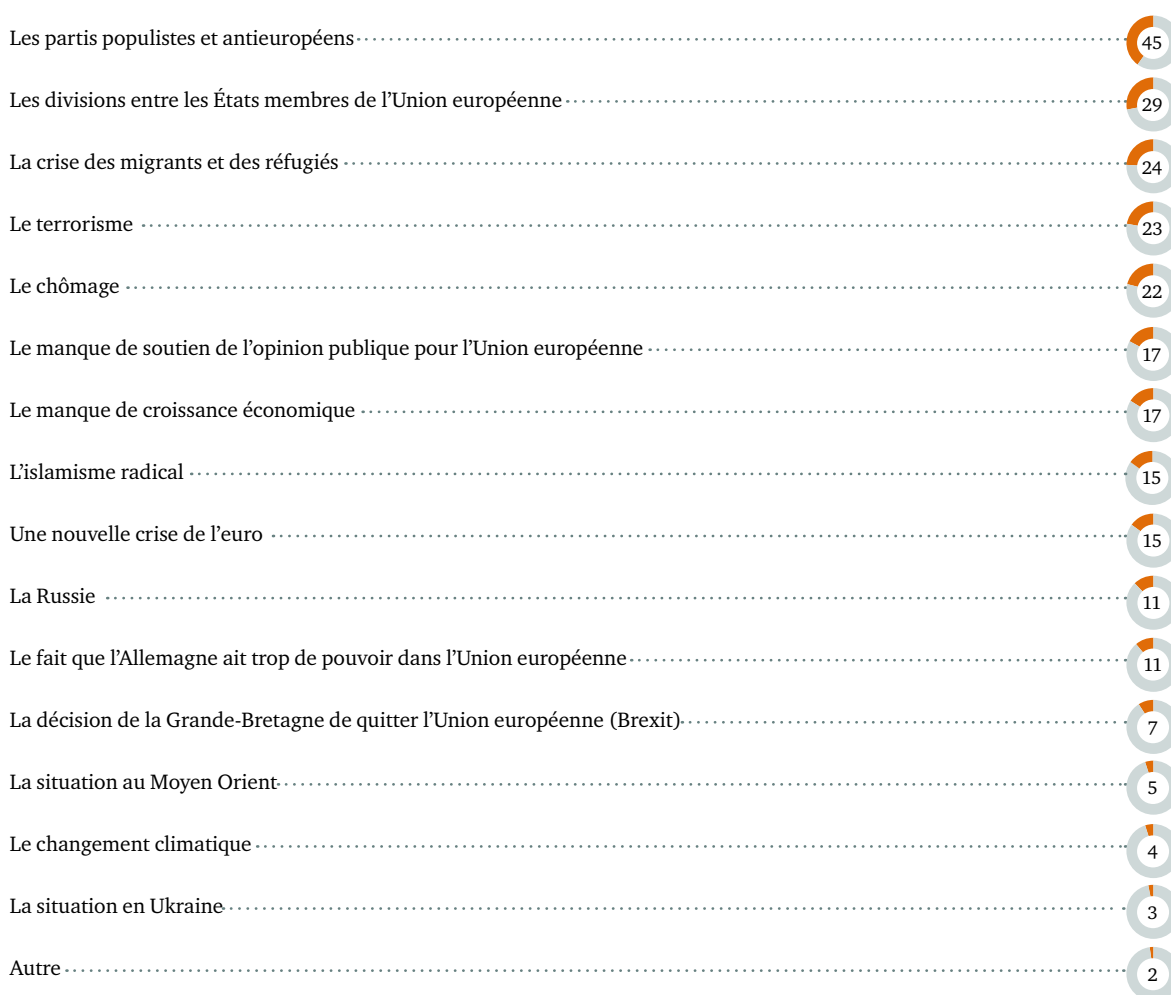 Les partis populistes et antieuropéens 45
Les divisions entre les États membres de l’Union européenne 29
La crise des migrants et des réfugiés 24
Le terrorisme 23
Le chômage 22
Le manque de soutien de l’opinion publique pour l’Union européenne 17
Le manque de croissance économique 17
L’islamisme radical 15
Une nouvelle crise de l’euro 15
La Russie 11
Le fait que l’Allemagne ait trop de pouvoir dans l’Union européenne 11
La décision de la Grande-Bretagne de quitter l’Union européenne (Brexit) 7
La situation au Moyen Orient 5
Le changement climatique 4
La situation en Ukraine 3
Autre 2